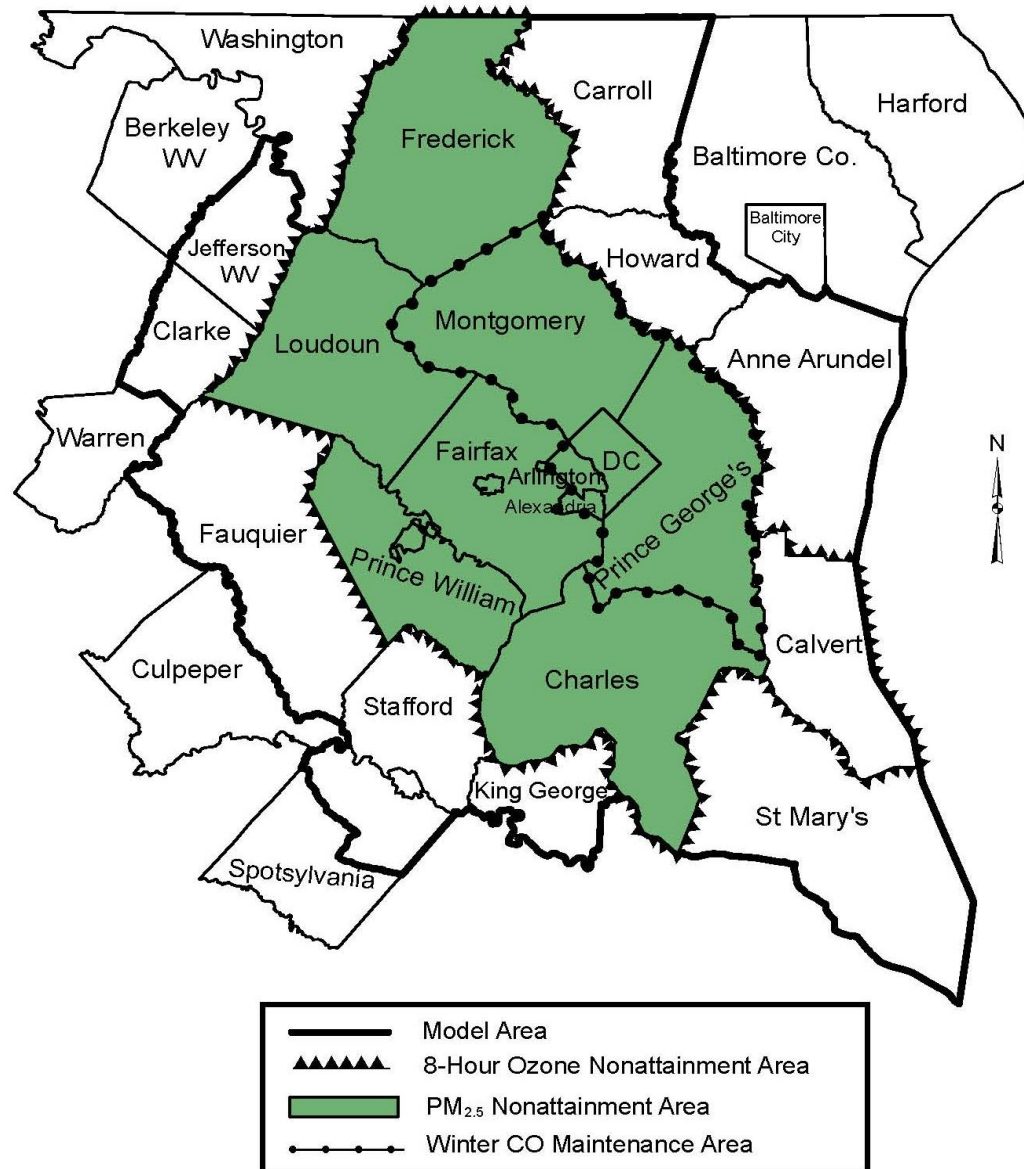 Washington
Carroll
Harford
Berkeley
WV
Frederick
Baltimore Co.
Baltimore
City
Jefferson
WV
Howard
Clarke
Loudoun
Montgomery
Anne Arundel
Warren
Fairfax
DC
Arlington
Alexandria
N
Fauquier
Prince George's
Prince William
Culpeper
Calvert
Charles
Stafford
King George
St Mary's
Spotsylvania
Model Area
8-Hour Ozone Nonattainment Area
PM2.5 Nonattainment Area
Winter CO Maintenance Area